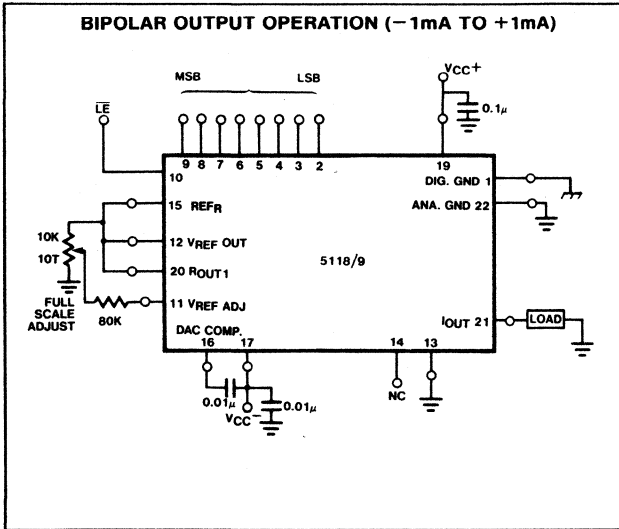 BIPOLAR OUTPUT OPERATION (−1mA TO +1mA)
MSB LSB
VCC+
LE
0.1µ
9 8 7 6 5 4 3 2 19
10
DIG. GND 1
15 REFR
ANA. GND 22
10K
10T
12 VREF OUT
5118/9
20 ROUT1
FULL
SCALE
ADJUST
80K
11 VREF ADJ
IOUT 21
LOAD
DAC COMP.
16 17 14 13
0.01µ
0.01µ
VCC−
NC